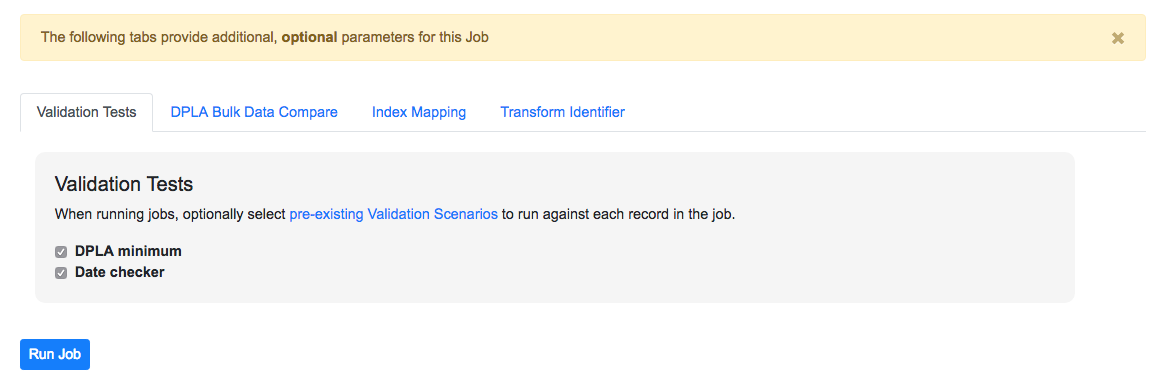 The following tabs provide additional, optional parameters for this Job
Validation Tests DPLA Bulk Data Compare Index Mapping Transform Identifier
Validation Tests
When running jobs, optionally select pre-existing Validation Scenarios to run against each record in the job.
DPLA minimum
Date checker
Run Job